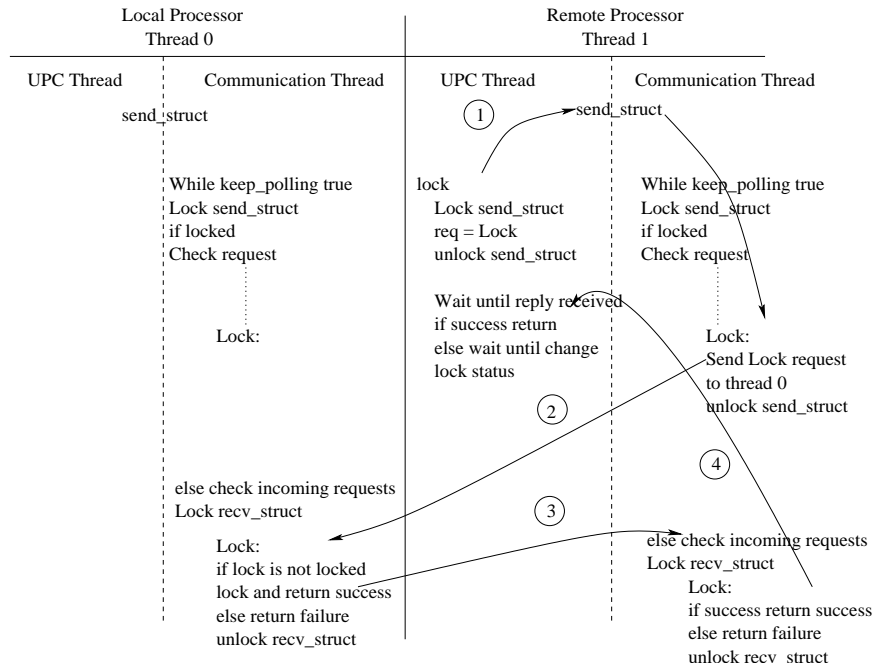 Local Processor
Thread 0
Remote Processor
Thread 1
UPC Thread
Communication Thread
UPC Thread
Communication Thread
send_struct
1
send_struct
While keep_polling true
Lock send_struct
if locked
Check request
Lock:
lock
Lock send_struct
req = Lock
unlock send_struct
Wait until reply received
if success return
else wait until change
lock status
While keep_polling true
Lock send_struct
if locked
Check request
Lock:
Send Lock request
to thread 0
unlock send_struct
2
4
else check incoming requests
Lock recv_struct
Lock:
if lock is not locked
lock and return success
else return failure
unlock recv_struct
3
else check incoming requests
Lock recv_struct
Lock:
if success return success
else return failure
unlock recv_struct